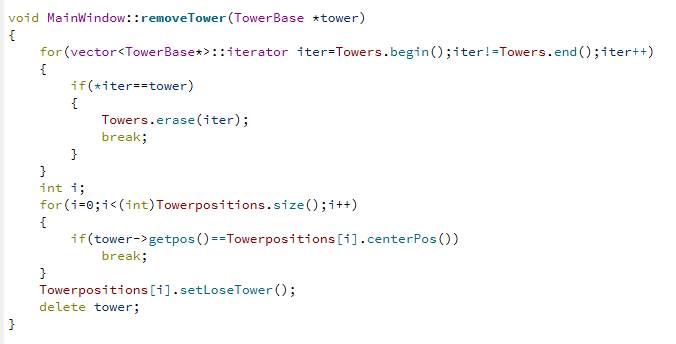 void MainWindow::removeTower(TowerBase *tower)
{
    for(vector<TowerBase*>::iterator iter=Towers.begin();iter!=Towers.end();iter++)
    {
        if(*iter==tower)
        {
            Towers.erase(iter);
            break;
        }
    }
    int i;
    for(i=0;i<(int)Towerpositions.size();i++)
    {
        if(tower->getpos()==Towerpositions[i].centerPos())
            break;
    }
    Towerpositions[i].setLoseTower();
    delete tower;
}